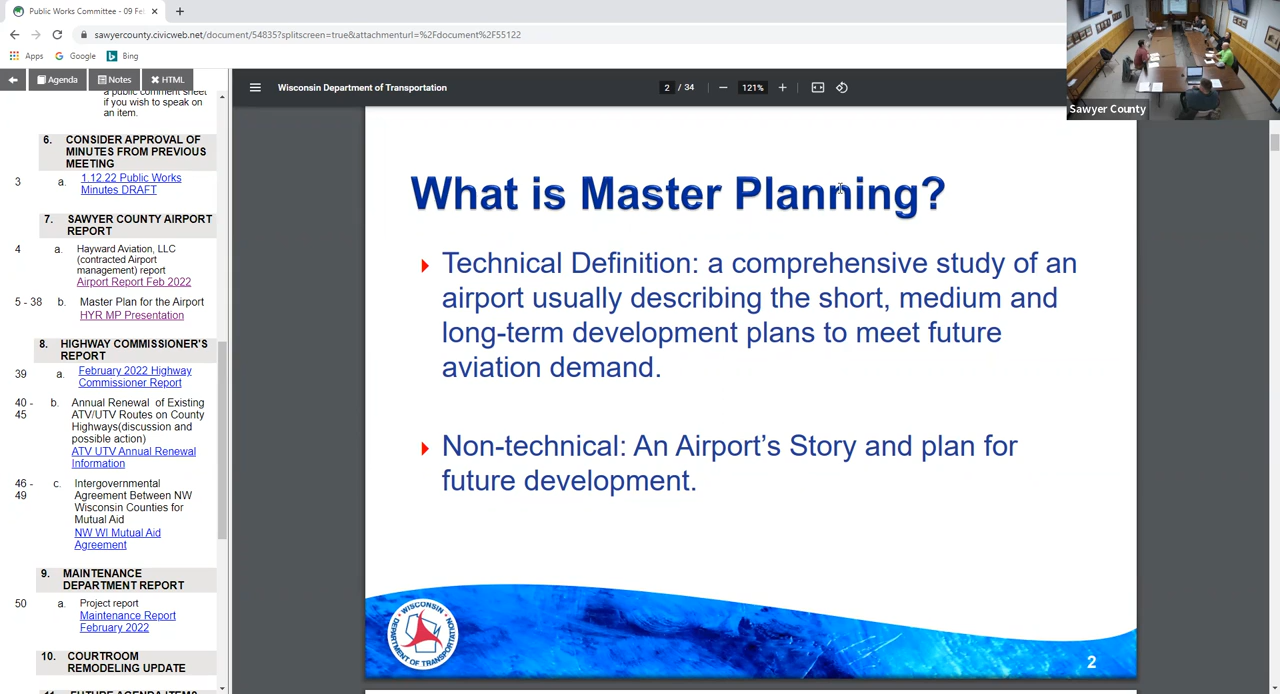 Public Works Committee - 09 Feb
sawyercounty.civicweb.net/document/54835?splitscreen=true&attachmenturl=%2Fdocument%2F55122
Apps Google Bing
Agenda Notes HTML
a public comment sheet
if you wish to speak on
an item.
6. CONSIDER APPROVAL OF
MINUTES FROM PREVIOUS
MEETING
3 a. 1.12.22 Public Works
Minutes DRAFT
7. SAWYER COUNTY AIRPORT
REPORT
4 a. Hayward Aviation, LLC
(contracted Airport
management) report
Airport Report Feb 2022
5 - 38 b. Master Plan for the Airport
HYR MP Presentation
8. HIGHWAY COMMISSIONER'S
REPORT
39 a. February 2022 Highway
Commissioner Report
40 - b. Annual Renewal of Existing
45 ATV/UTV Routes on County
Highways(discussion and
possible action)
ATV UTV Annual Renewal
Information
46 - c. Intergovernmental
49 Agreement Between NW
Wisconsin Counties for
Mutual Aid
NW WI Mutual Aid
Agreement
9. MAINTENANCE
DEPARTMENT REPORT
50 a. Project report
Maintenance Report
February 2022
10. COURTROOM
REMODELING UPDATE
11. FUTURE AGENDA ITEMS
Wisconsin Department of Transportation
2 / 34 121%
Sawyer County
What is Master Planning?
Technical Definition: a comprehensive study of an
airport usually describing the short, medium and
long-term development plans to meet future
aviation demand.
Non-technical: An Airport's Story and plan for
future development.
WISCONSIN
DEPARTMENT OF TRANSPORTATION
2